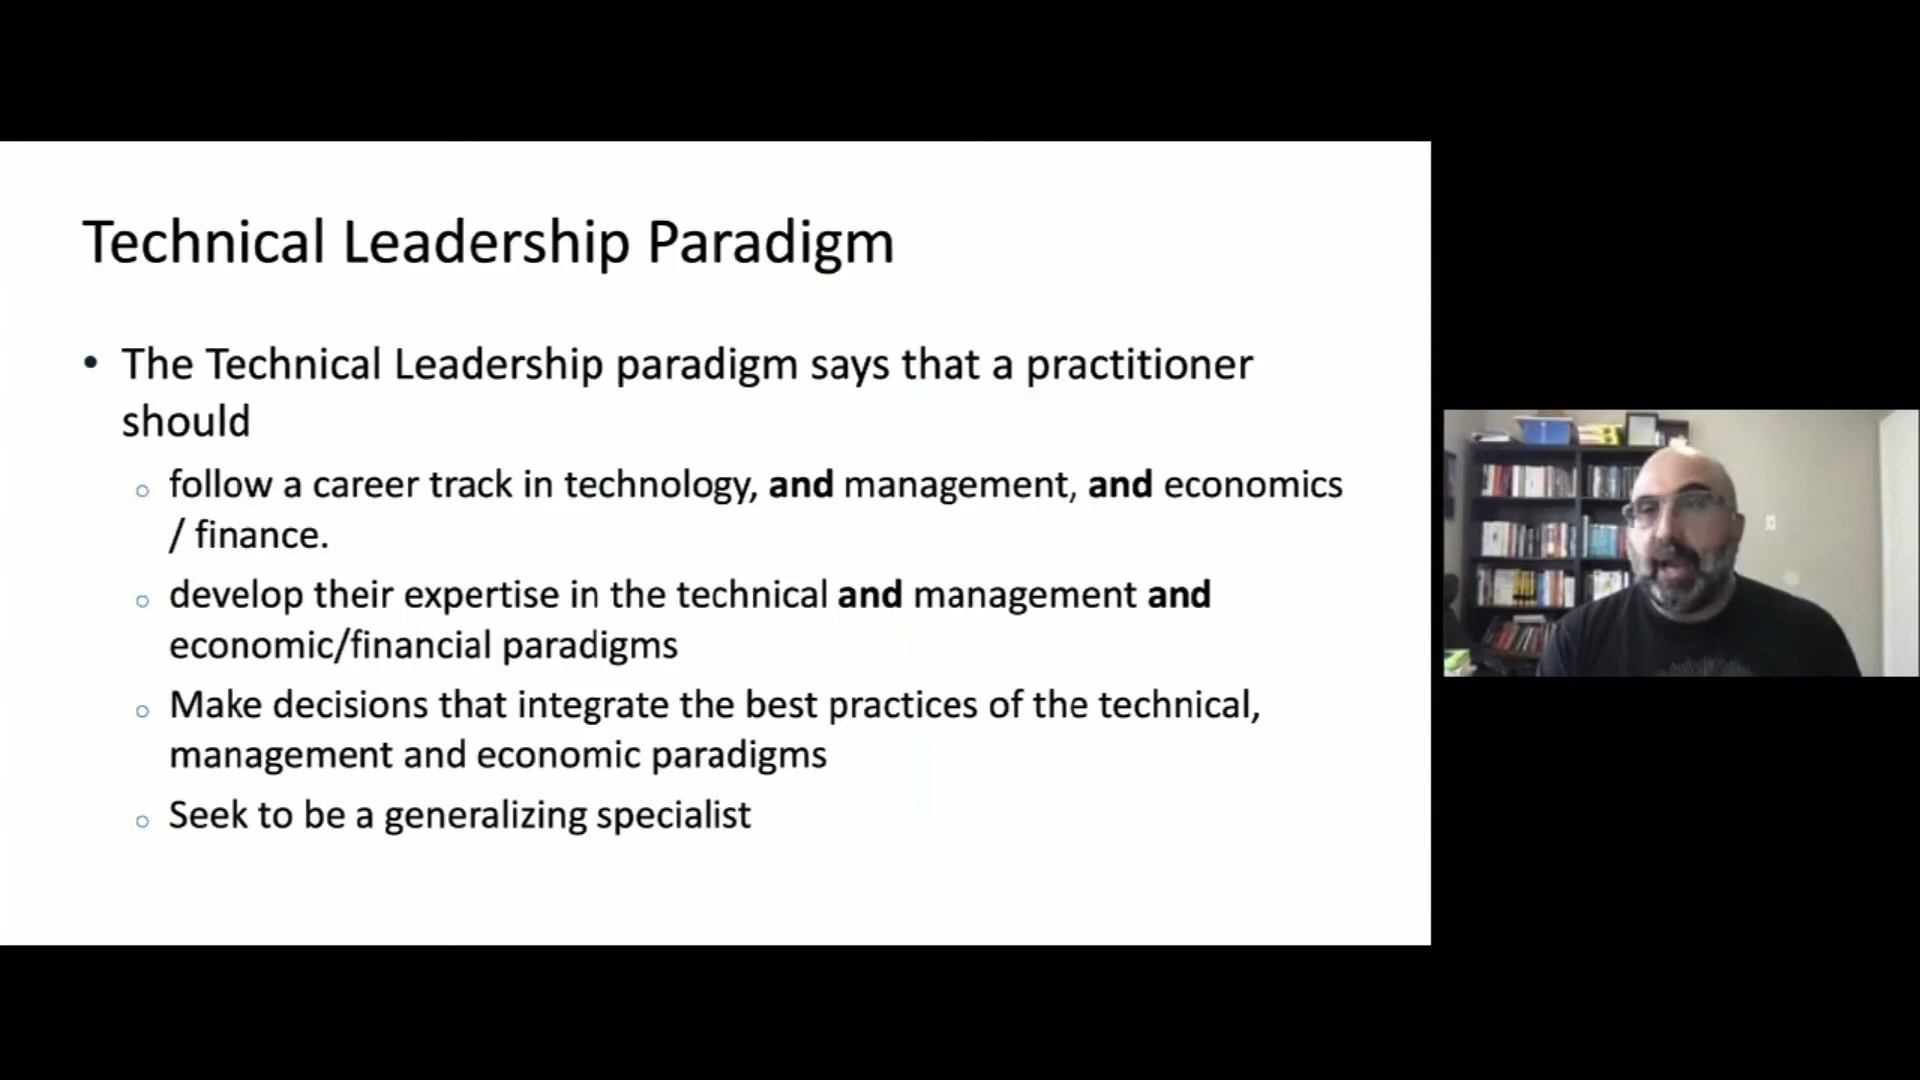 Technical Leadership Paradigm
• The Technical Leadership paradigm says that a practitioner
should
○ follow a career track in technology, and management, and economics
/ finance.
○ develop their expertise in the technical and management and
economic/financial paradigms
○ Make decisions that integrate the best practices of the technical,
management and economic paradigms
○ Seek to be a generalizing specialist